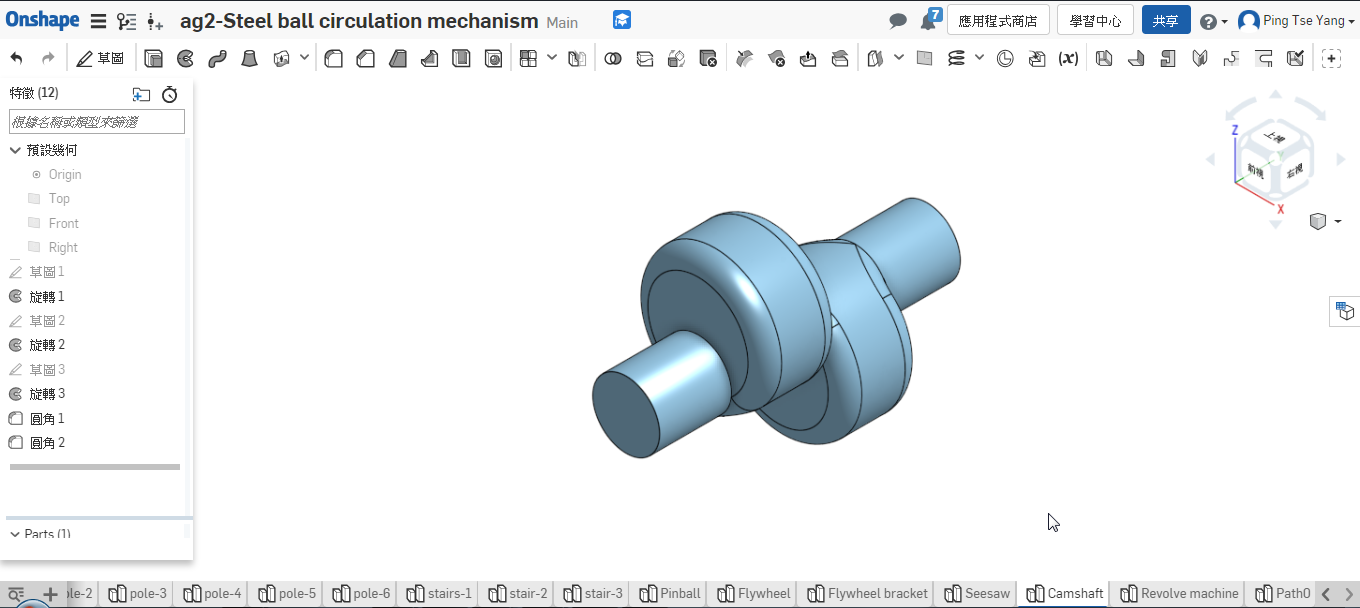 Onshape ag2-Steel ball circulation mechanism Main 7 應用程式商店 學習中心 共享 Ping Tse Yang
草圖 (x)
特徵 (12)
根據名稱或類型來篩選
預設幾何
Origin
Top
Front
Right
草圖 1
旋轉 1
草圖 2
旋轉 2
草圖 3
旋轉 3
圓角 1
圓角 2
Parts (1)
Z
上視
前視 右視
X
le-2 pole-3 pole-4 pole-5 pole-6 stairs-1 stair-2 stair-3 Pinball Flywheel Flywheel bracket Seesaw Camshaft Revolve machine Path0